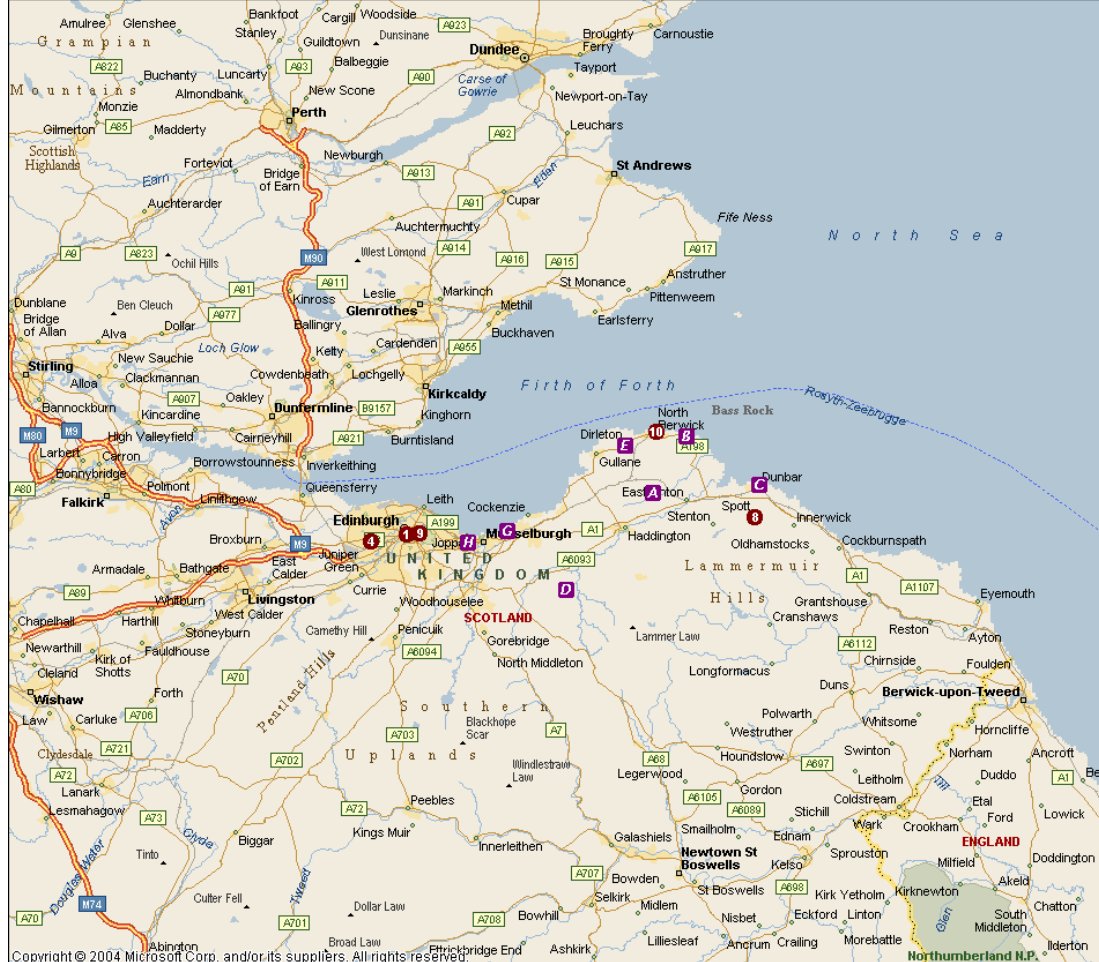 Amulree
Glenshee
Bankfoot
Cargill
Woodside
A923
Carnoustie
Stanley
Guildtown
Dunsinane
Broughty
Ferry
Grampian
Dundee
A822
Luncarty
A93
Balbeggie
A90
Carse of
Gowrie
Tayport
Buchanty
Mountains
Almondbank
New Scone
Newport-on-Tay
Monzie
Perth
Gilmerton
A85
Madderty
A92
Leuchars
Scottish
Highlands
Forteviot
Newburgh
St Andrews
Earn
Bridge
of Earn
A913
Eden
Auchterarder
A91
Cupar
Fife Ness
Auchtermuchty
North Sea
A9
A823
M90
West Lomond
A914
A916
A915
A917
Ochil Hills
Anstruther
A91
A911
Leslie
Markinch
St Monance
Pittenweem
Dunblane
Ben Cleuch
Kinross
Glenrothes
Methil
Bridge
of Allan
A977
Earlsferry
Alva
Dollar
Ballingry
Buckhaven
Loch Glow
Cardenden
A955
New Sauchie
Kelty
Stirling
Clackmannan
Cowdenbeath
Lochgelly
Firth of Forth
Alloa
Kirkcaldy
Rosyth-Zeebrugge
Bannockburn
A907
Oakley
Dunfermline
B9157
Bass Rock
Kincardine
Kinghorn
North
Berwick
M80
M9
High Valleyfield
Cairneyhill
A921
Burntisland
Dirleton
10
B
Larbert
Carron
E
A198
Borrowstounness
Inverkeithing
Gullane
Bonnybridge
A80
Polmont
Queensferry
Dunbar
C
Falkirk
Linlithgow
Leith
A
Avon
Cockenzie
Spott
Edinburgh
A199
8
Innerwick
M9
1
9
G
Musselburgh
A1
Stenton
Broxburn
4
H
Haddington
Oldhamstocks
Cockburnspath
Juniper
Green
UNITED
KINGDOM
A6093
Lammermuir
Hills
Armadale
Bathgate
East
Calder
D
A1
A1107
A89
Currie
Whitburn
Livingston
Woodhouselee
Grantshouse
Eyemouth
Chapelhall
Harthill
West Calder
SCOTLAND
Cranshaws
Stoneyburn
Camethy Hill
Penicuik
Lammer Law
Reston
Newarthill
Fauldhouse
Gorebridge
A6112
Ayton
Kirk of
Shotts
A6094
North Middleton
Chirnside
Foulden
Cleland
A70
Pentland Hills
Longformacus
Wishaw
Forth
Duns
Berwick-upon-Tweed
Law
Carluke
A706
Southern
Uplands
Polwarth
Whitsome
Blackhope
Scar
Horncliffe
A703
A7
Westruther
Clydesdale
A721
A702
Swinton
Norham
Ancroft
A68
Houndslow
A697
A72
Windlestraw
Law
Legerwood
Leitholm
Duddo
A1
Lanark
Gordon
Till
A6105
Coldstream
Etal
Lesmahagow
A73
A72
Peebles
A6089
Stichill
Lowick
Clyde
Kings Muir
Smailholm
Ednam
Wark
Crookham
Ford
Biggar
Galashiels
ENGLAND
Tinto
Innerleithen
Newtown St
Boswells
Kelso
Sprouston
Milfield
Doddington
Douglas Water
Tweed
A707
Bowden
St Boswells
A698
Kirknewton
Akeld
Culter Fell
Selkirk
Kirk Yetholm
M74
Dollar Law
Midlem
Linton
Chatton
A70
A701
A708
Bowhill
Nisbet
Eckford
Glen
South
Middleton
Abington
Broad Law
Ettrickbridge End
Ashkirk
Lilliesleaf
Ancrum
Crailing
Morebattle
Ilderton
Northumberland N.P.
Copyright © 2004 Microsoft Corp. and/or its suppliers. All rights reserved.